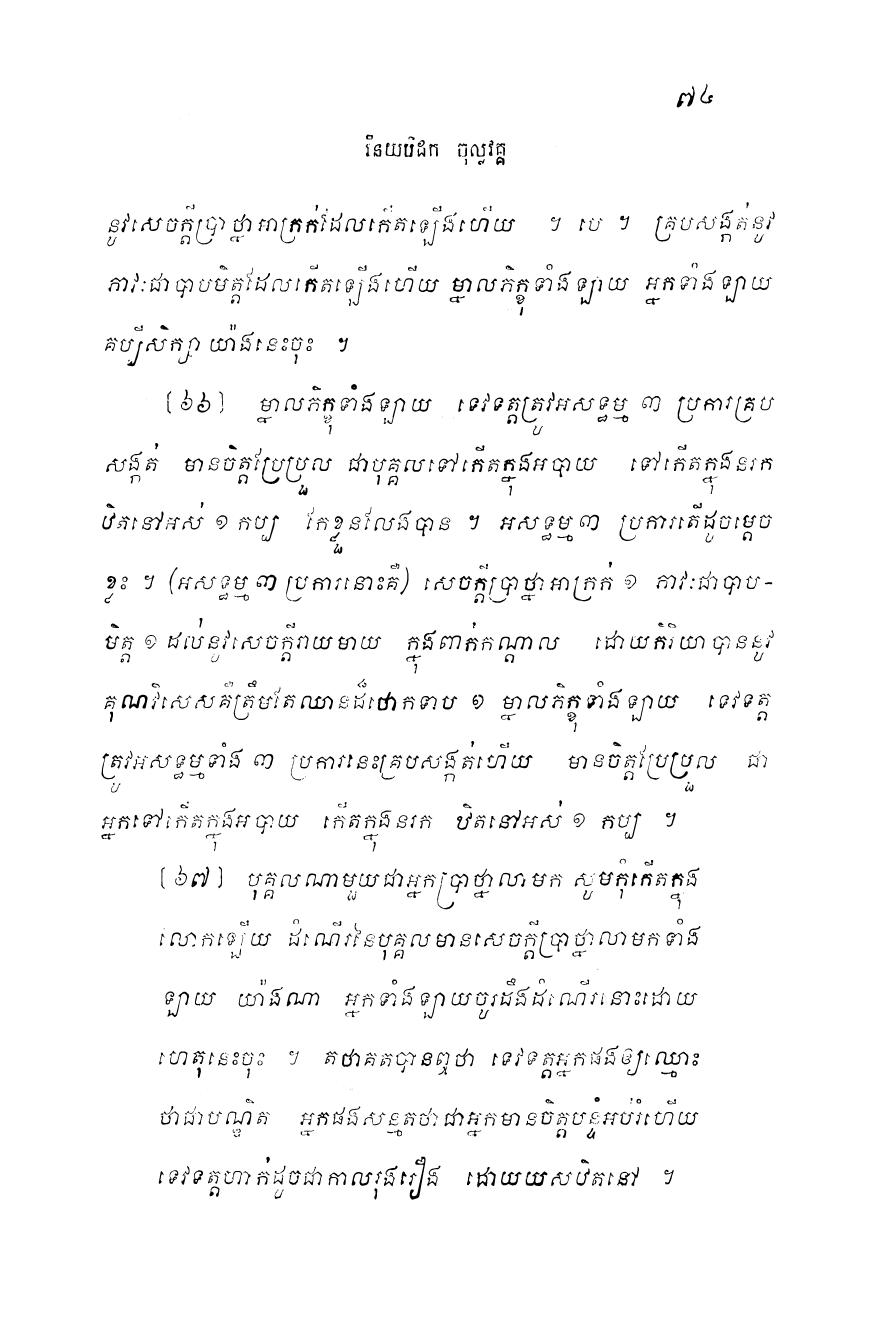 ៧៤
វិនយបិដក ចុល្លវគ្គ
នូវសេចក្តីប្រាថ្នាអាក្រក់ដែលកើតឡើងហើយ ។ បេ ។ គ្របសង្កត់នូវ
ភាវៈជាបាបមិត្តដែលកើតឡើងហើយ ម្នាលភិក្ខុទាំងឡាយ អ្នកទាំងឡាយ
គប្បីសិក្សា យ៉ាងនេះចុះ ។
[៦៦] ម្នាលភិក្ខុទាំងឡាយ ទេវទត្តត្រូវអសទ្ធម្ម ៣ ប្រការគ្រប
សង្កត់ មានចិត្តប្រែប្រួល ជាបុគ្គលទៅកើតក្នុងអបាយ ទៅកើតក្នុងនរក
ឋិតនៅអស់ ១ កប្ប កែខ្លួនលែងបាន ។ អសទ្ធម្ម ៣ ប្រការតើដូចម្តេច
ខ្លះ ។ (អសទ្ធម្ម ៣ ប្រការនោះគឺ) សេចក្តីប្រាថ្នាអាក្រក់ ១ ភាវៈជាបាប-
មិត្ត ១ ដល់នូវសេចក្តីរាយមាយ ក្នុងពាក់កណ្តាល ដោយកិរិយាបាននូវ
គុណវិសេសគឺត្រឹមតែឈានដ៏ថោកទាប ១ ម្នាលភិក្ខុទាំងឡាយ ទេវទត្ត
ត្រូវអសទ្ធម្មទាំង ៣ ប្រការនេះគ្របសង្កត់ហើយ មានចិត្តប្រែប្រួល ជា
អ្នកទៅកើតក្នុងអបាយ កើតក្នុងនរក ឋិតនៅអស់ ១ កប្ប ។
[៦៧] បុគ្គលណាមួយជាអ្នកប្រាថ្នាលាមក សូមកុំកើតក្នុង
លោកឡើយ ដំណើរនៃបុគ្គលមានសេចក្តីប្រាថ្នាលាមកទាំង
ឡាយ យ៉ាងណា អ្នកទាំងឡាយចូរដឹងដំណើរនោះដោយ
ហេតុនេះចុះ ។ តថាគតបានឮថា ទេវទត្តអ្នកផងឲ្យឈ្មោះ
ថាជាបណ្ឌិត អ្នកផងសន្មតថាជាអ្នកមានចិត្តបន្ទុំអប់រំហើយ
ទេវទត្តហាក់ដូចជាកាលរុងរឿង ដោយយសឋិតនៅ ។